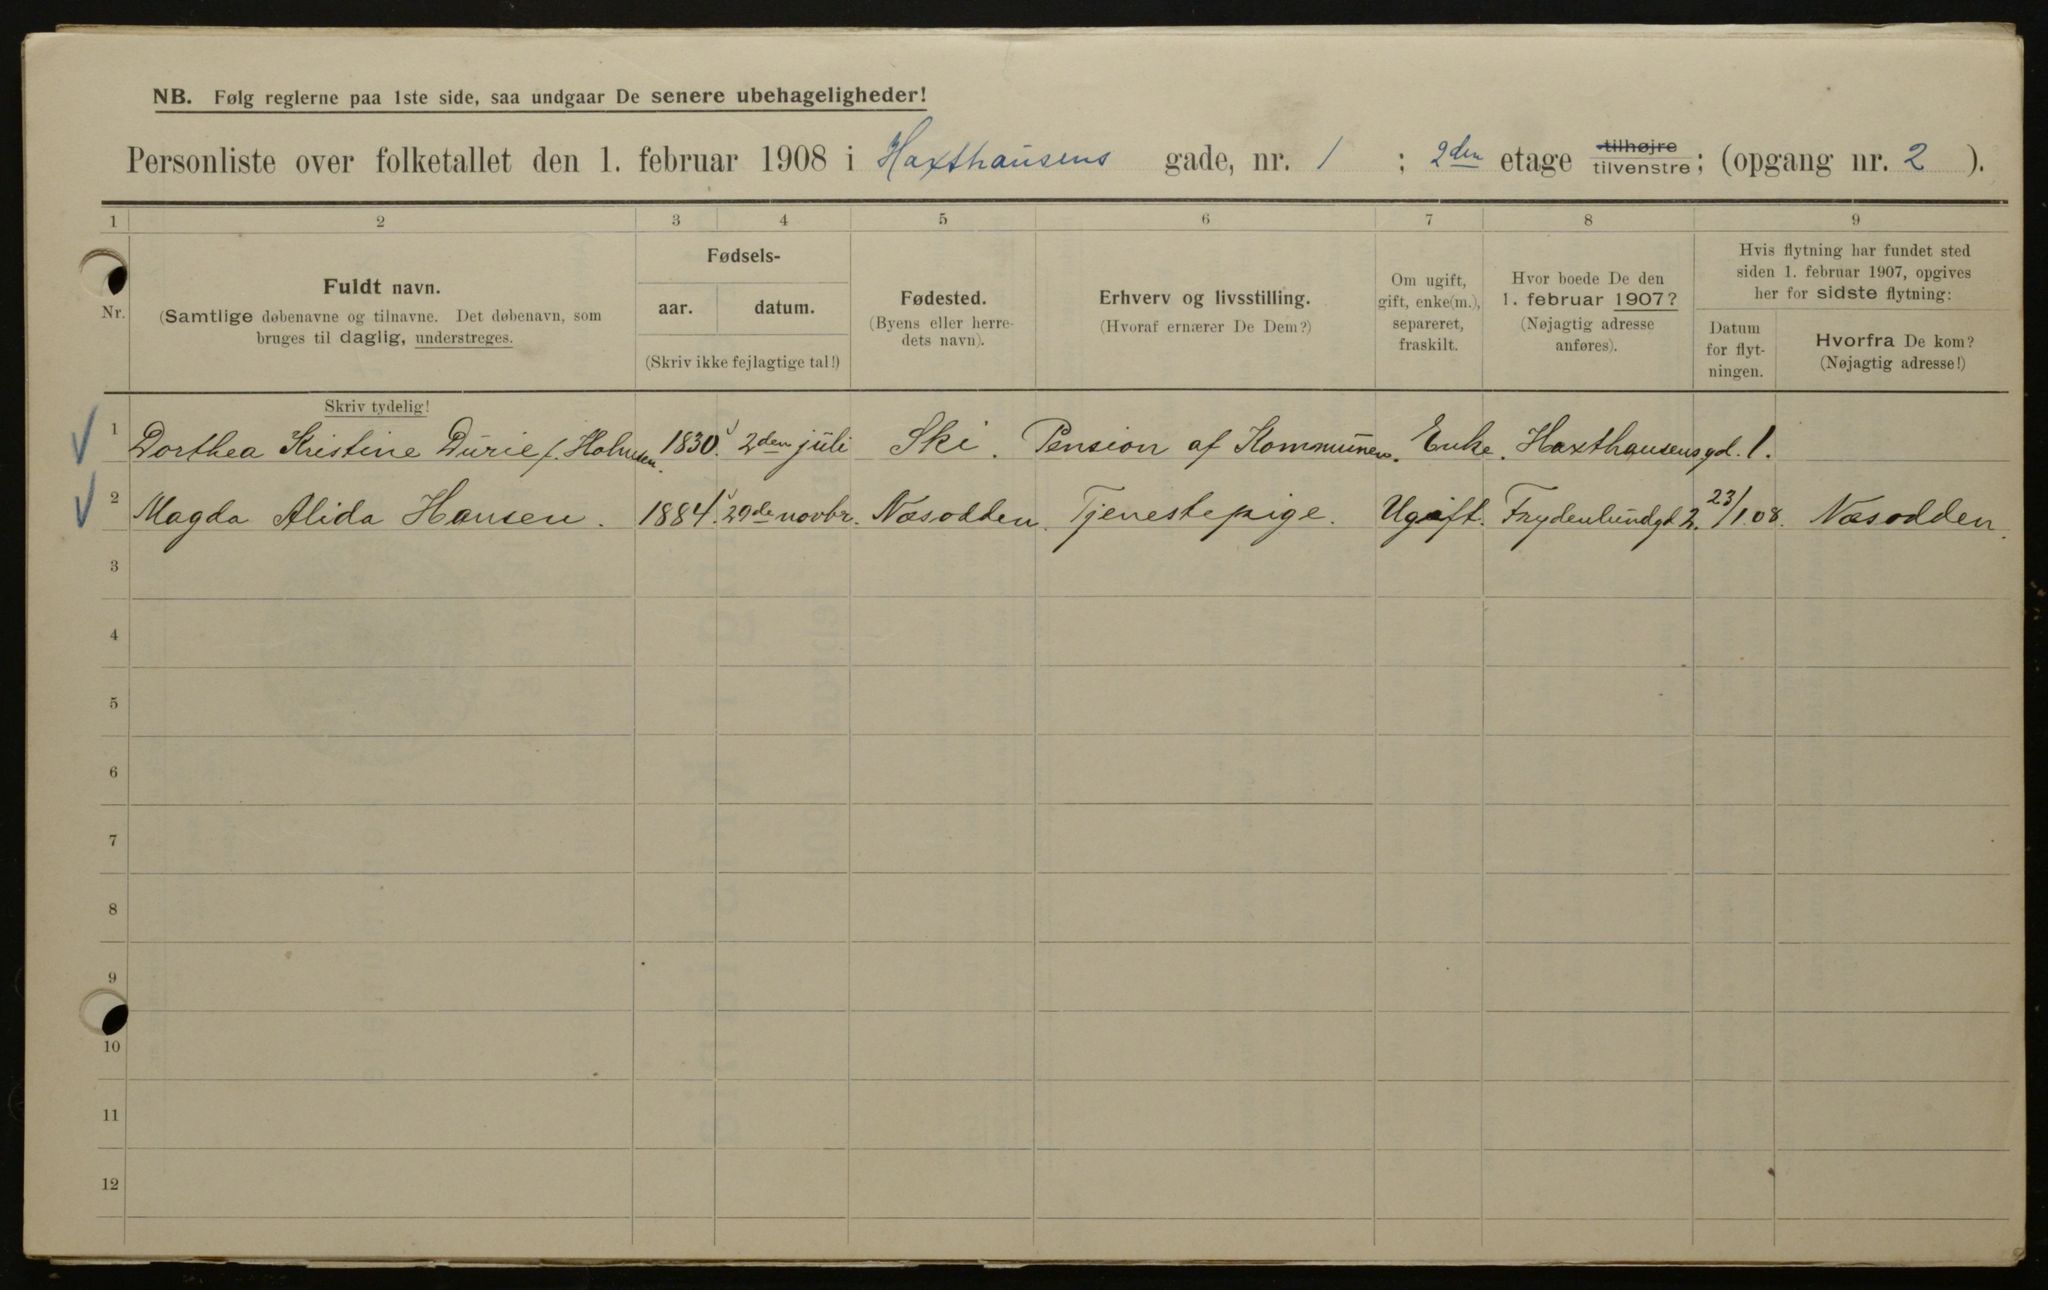 NB. Følg reglerne paa 1ste side, saa undgaar De senere ubehageligheder!
Personliste over folketallet den 1. februar 1908 i Haxthausens gade, nr. 1 ; 2den etage tilhøjre tilvenstre; (opgang nr. 2 ).
1 2 3 4 5 6 7 8 9
Nr.
Fuldt navn.
(Samtlige døbenavne og tilnavne. Det døbenavn, som
bruges til daglig, understreges.
Fødsels-
aar. datum.
(Skriv ikke fejlagtige tal!)
Fødested.
(Byens eller herre-
dets navn).
Erhverv og livsstilling.
(Hvoraf ernærer De Dem?)
Om ugift,
gift, enke(m.),
separeret,
fraskilt.
Hvor boede De den
1. februar 1907?
(Nøjagtig adresse
anføres).
Hvis flytning har fundet sted
siden 1. februar 1907, opgives
her for sidste flytning:
Datum
for flyt-
ningen.
Hvorfra De kom?
(Nøjagtig adresse!)
Skriv tydelig!
1 Dorthea Kristine Durie f. Holmsen. 1830. 2den juli Ski. Pension af Kommunen. Enke. Haxthausensgd. 1.
2 Magda Alida Hansen. 1884. 29de novbr. Næsodden. Tjenestepige. Ugift. Frydenlundgd 2. 23/1.08. Næsodden.
3
4
5
6
7
8
9
10
11
12